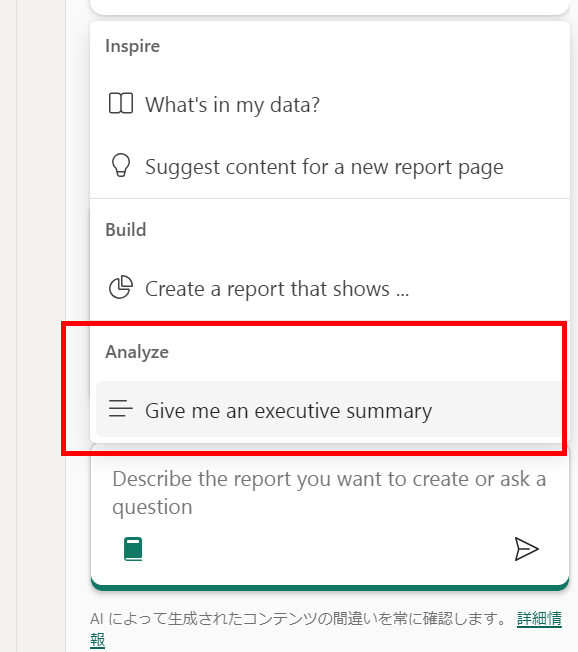 Inspire
What's in my data?
Suggest content for a new report page
Build
Create a report that shows ...
Analyze
Give me an executive summary
Describe the report you want to create or ask a
question
AI によって生成されたコンテンツの間違いを常に確認します。 詳細情
報